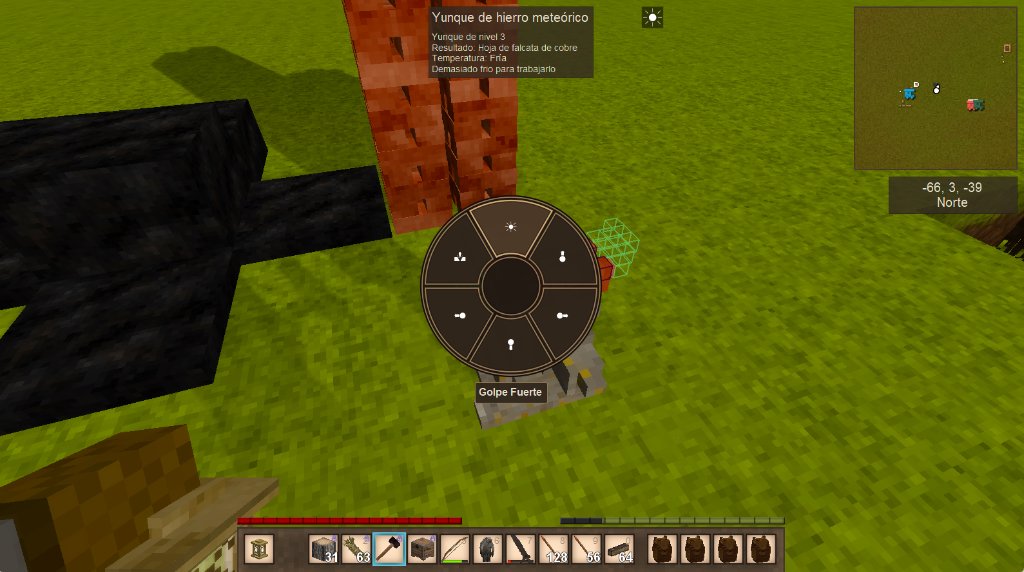 Yunque de hierro meteórico
Yunque de nivel 3
Resultado: Hoja de falcata de cobre
Temperatura: Fría
Demasiado frio para trabajarlo
-66, 3, -39
Norte
Golpe Fuerte
31
63
128
56
64